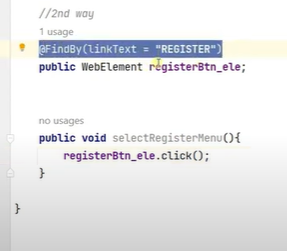 //2nd way
1 usage
@FindBy(linkText = "REGISTER")
public WebElement registerBtn_ele;
no usages
public void selectRegisterMenu(){
registerBtn_ele.click();
}
}